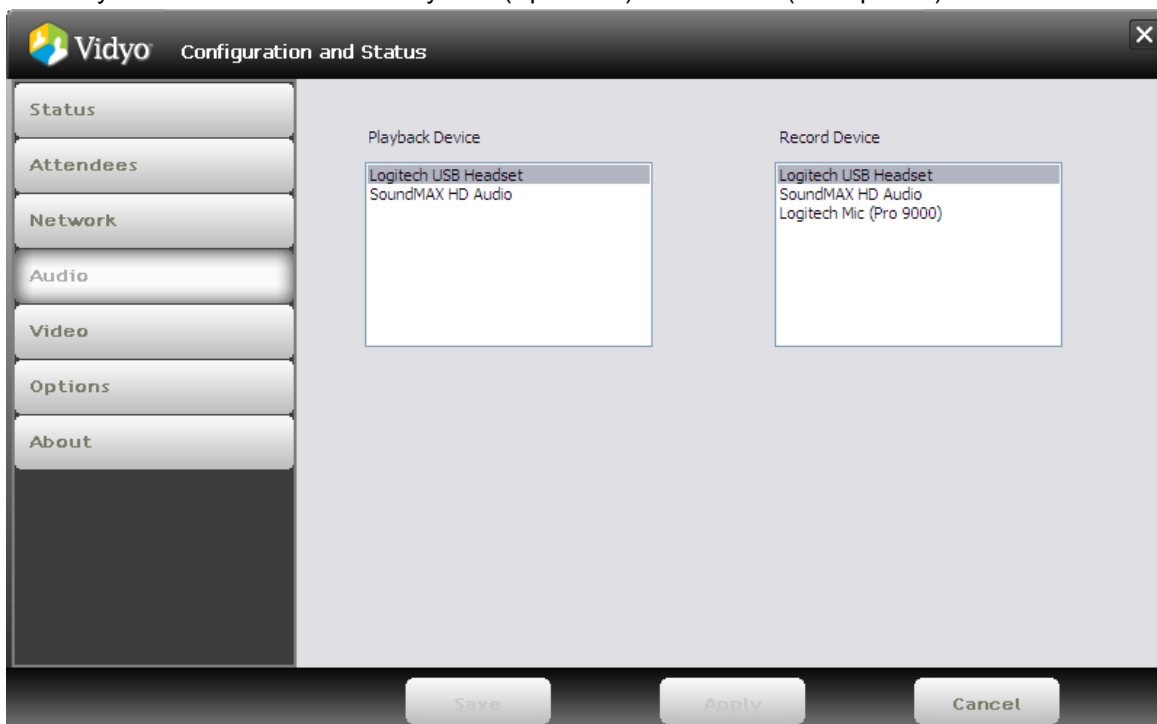 Vidyo Configuration and Status
Status
Attendees
Network
Audio
Video
Options
About
Playback Device
Logitech USB Headset
SoundMAX HD Audio
Record Device
Logitech USB Headset
SoundMAX HD Audio
Logitech Mic (Pro 9000)
Save
Apply
Cancel